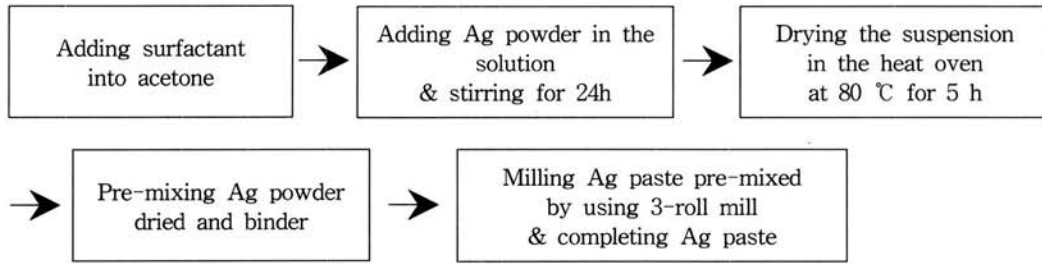 Adding surfactant
into acetone
Adding Ag powder in the
solution
& stirring for 24h
Drying the suspension
in the heat oven
at 80 ℃ for 5 h
Pre-mixing Ag powder
dried and binder
Milling Ag paste pre-mixed
by using 3-roll mill
& completing Ag paste